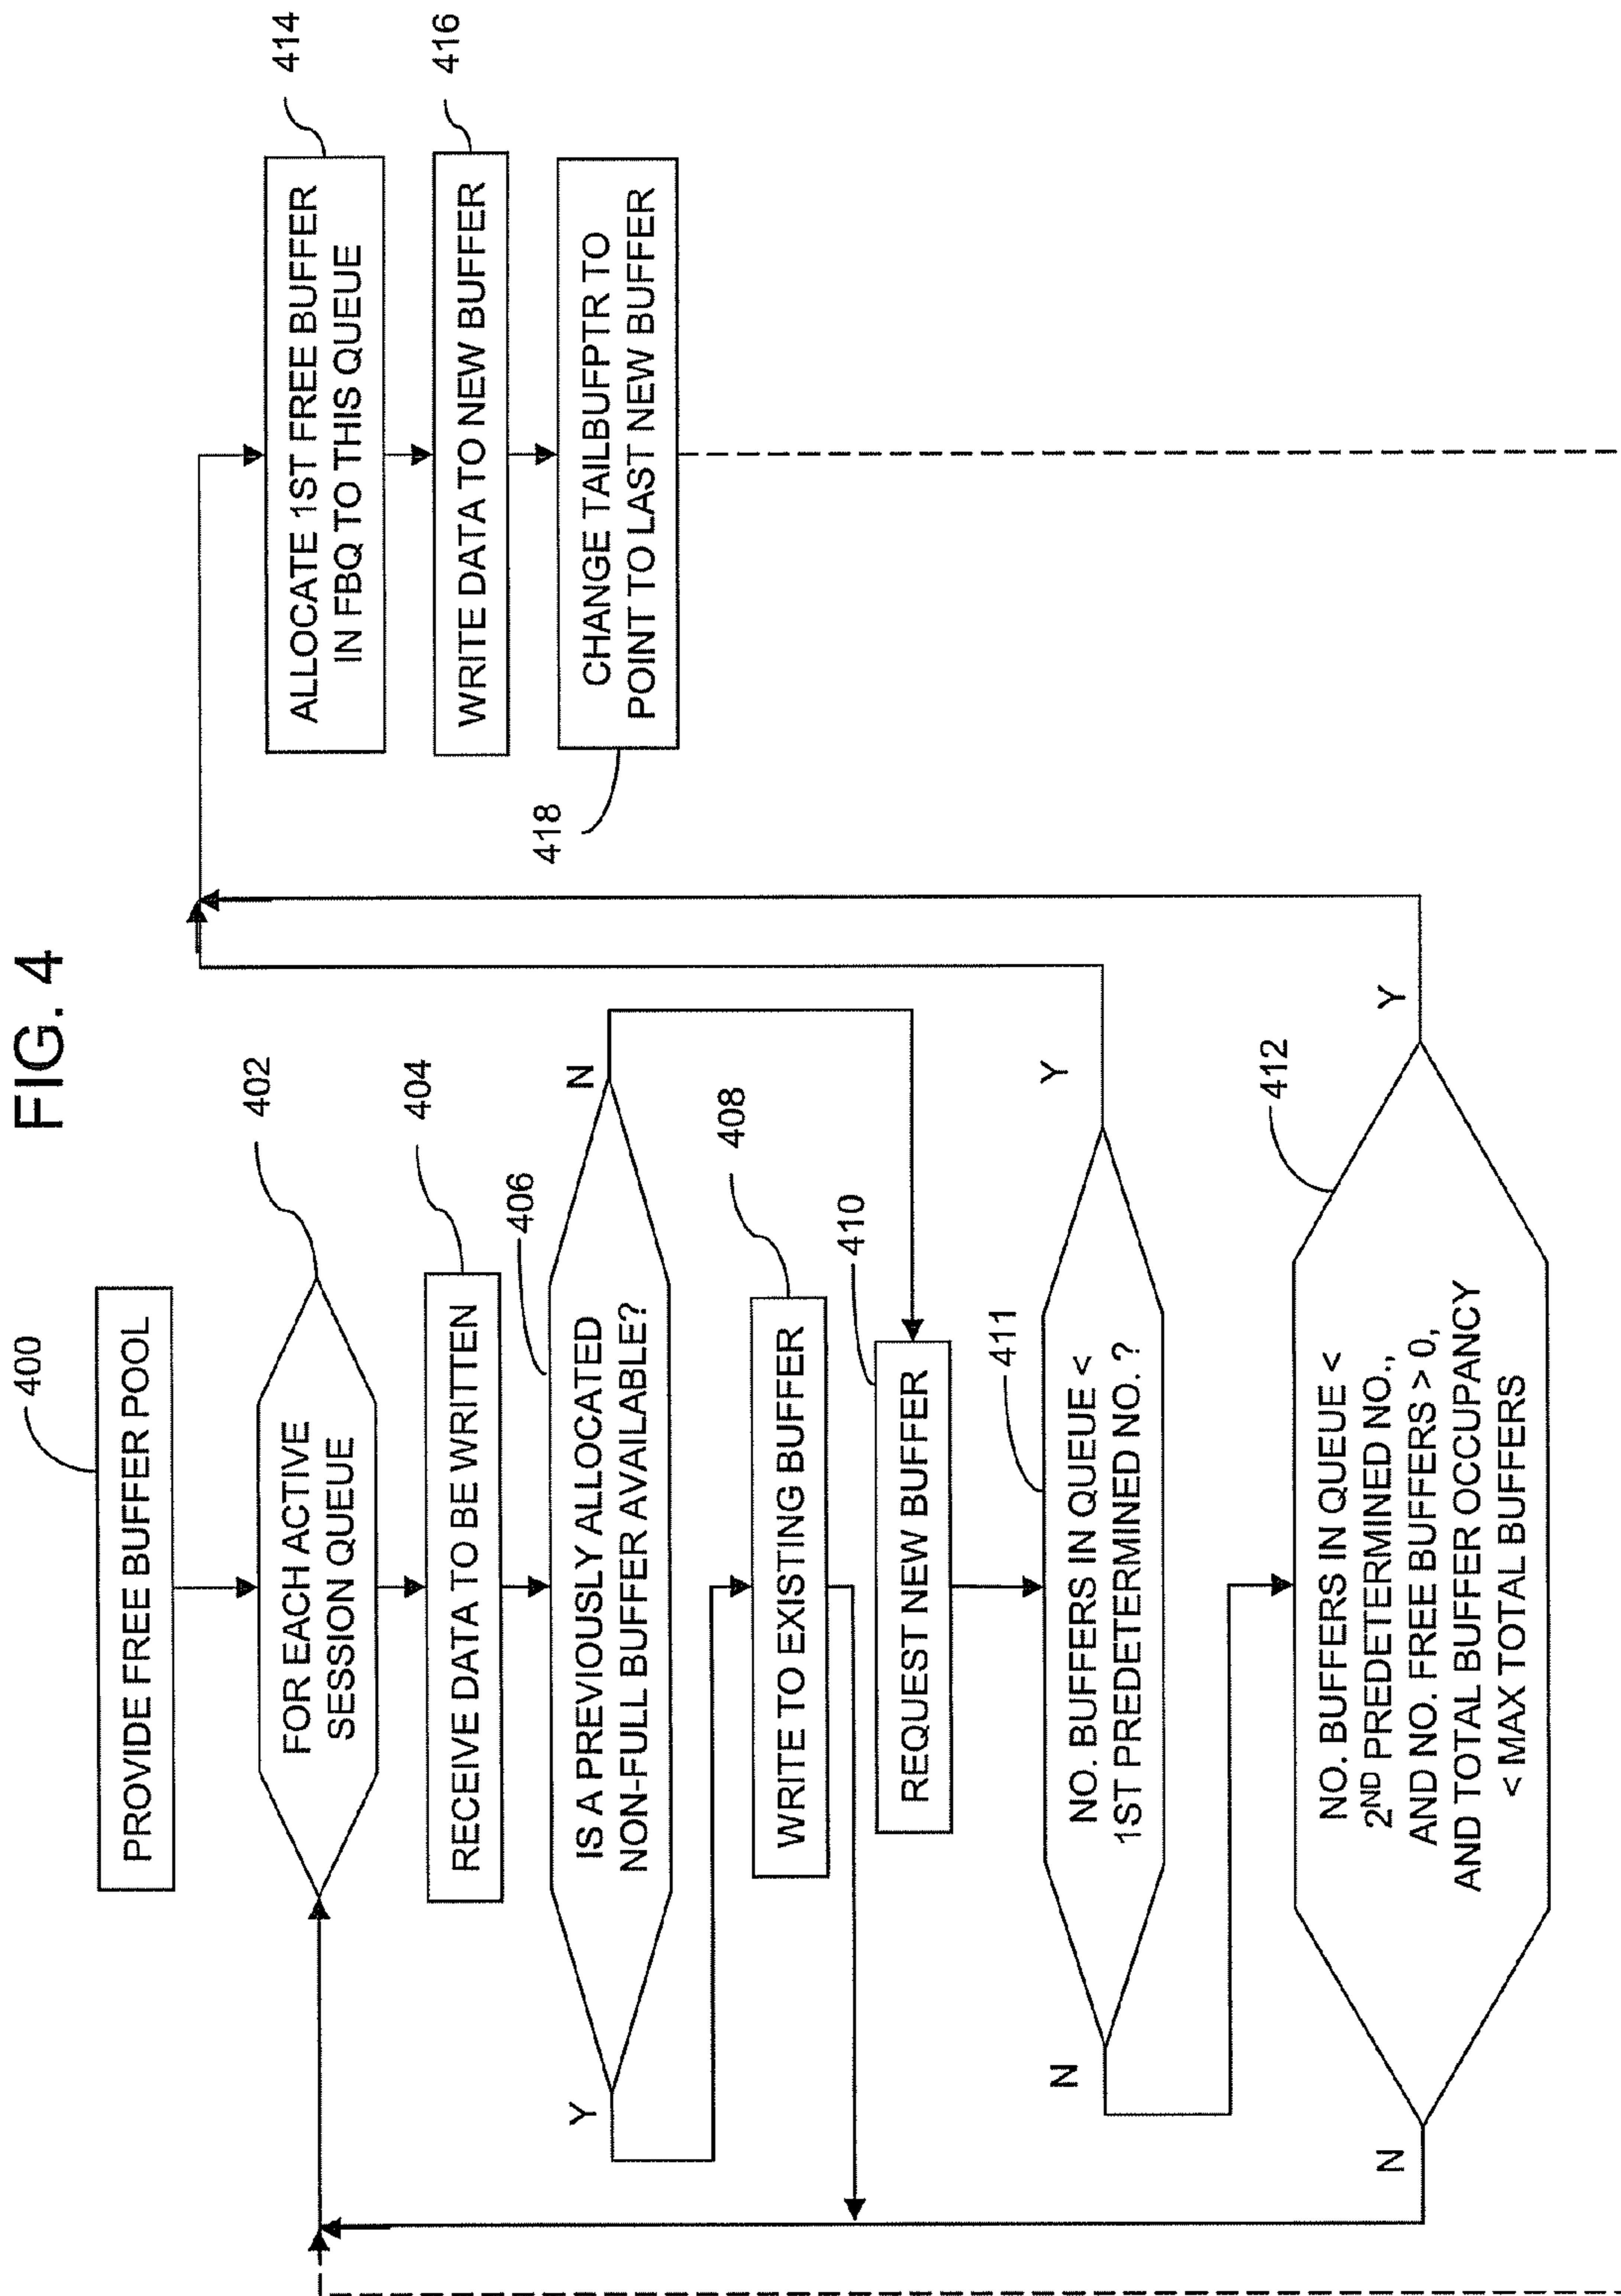 FIG. 4
400
PROVIDE FREE BUFFER POOL
402
FOR EACH ACTIVE
SESSION QUEUE
404
RECEIVE DATA TO BE WRITTEN
406
IS A PREVIOUSLY ALLOCATED
NON-FULL BUFFER AVAILABLE?
Y
N
408
WRITE TO EXISTING BUFFER
410
REQUEST NEW BUFFER
411
NO. BUFFERS IN QUEUE <
1ST PREDETERMINED NO. ?
N
Y
412
NO. BUFFERS IN QUEUE <
2ND PREDETERMINED NO.,
AND NO. FREE BUFFERS > 0,
AND TOTAL BUFFER OCCUPANCY
< MAX TOTAL BUFFERS
N
Y
414
ALLOCATE 1ST FREE BUFFER
IN FBQ TO THIS QUEUE
416
WRITE DATA TO NEW BUFFER
418
CHANGE TAILBUFPTR TO
POINT TO LAST NEW BUFFER